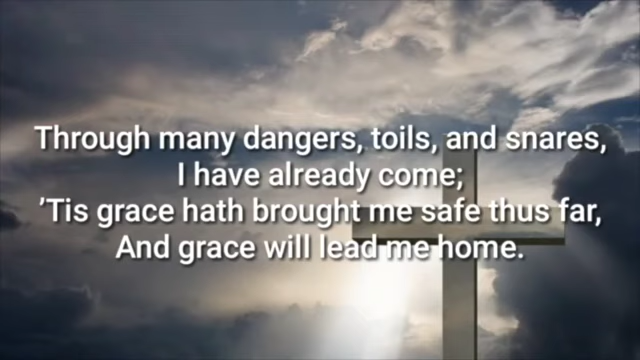 Through many dangers, toils, and snares,
I have already come;
’Tis grace hath brought me safe thus far,
And grace will lead me home.